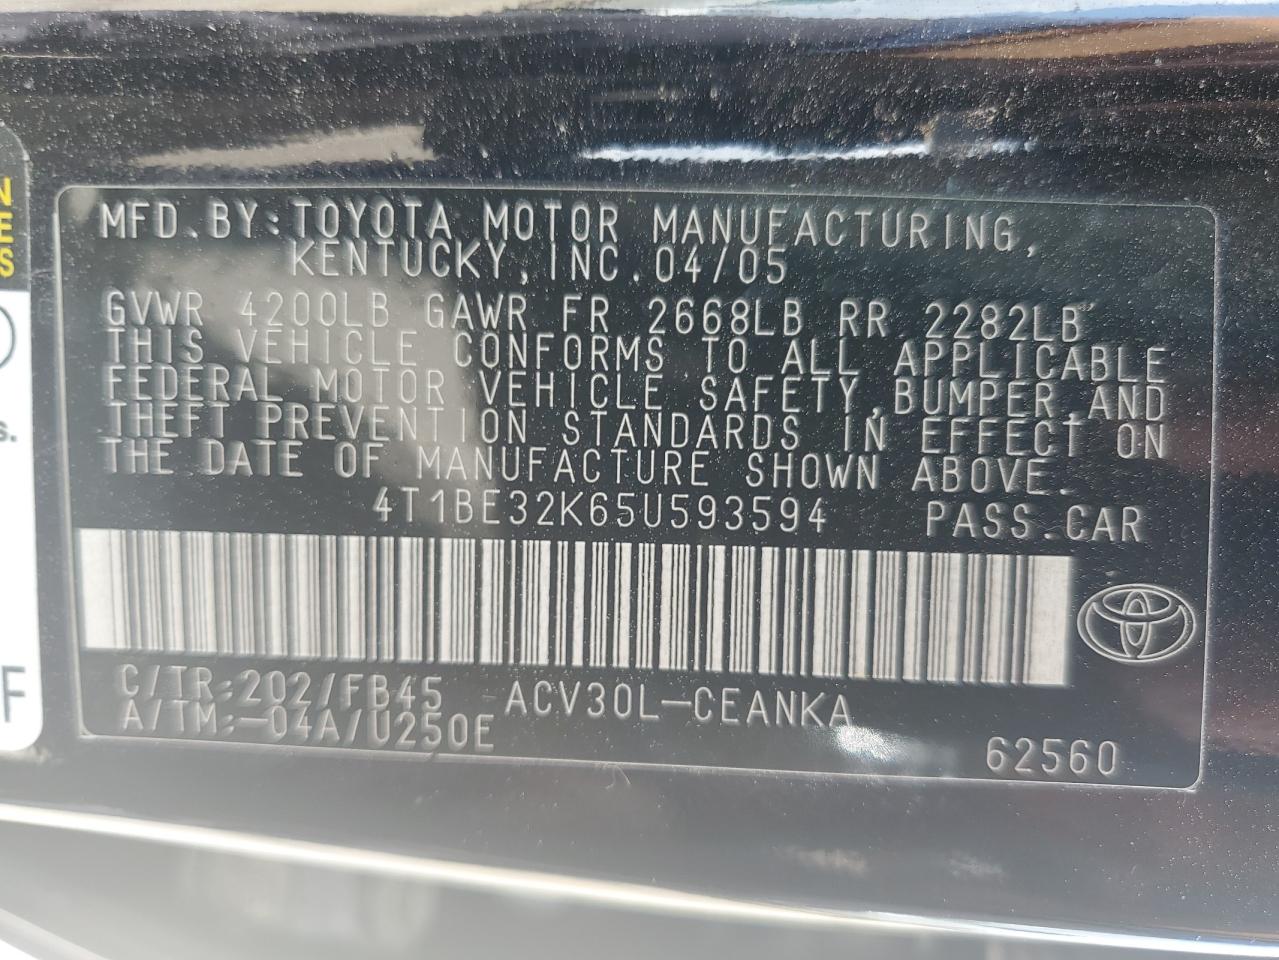 MFD.BY:TOYOTA MOTOR MANUFACTURING,
KENTUCKY,INC.04/05
GVWR 4200LB GAWR FR 2668LB RR 2282LB
THIS VEHICLE CONFORMS TO ALL APPLICABLE
FEDERAL MOTOR VEHICLE SAFETY,BUMPER,AND
THEFT PREVENTION STANDARDS IN EFFECT ON
THE DATE OF MANUFACTURE SHOWN ABOVE.
4T1BE32K65U593594 PASS.CAR
C/TR:202/FB45 ACV30L-CEANKA
A/TM:-04A/U250E
62560
N
E
S
s.
F